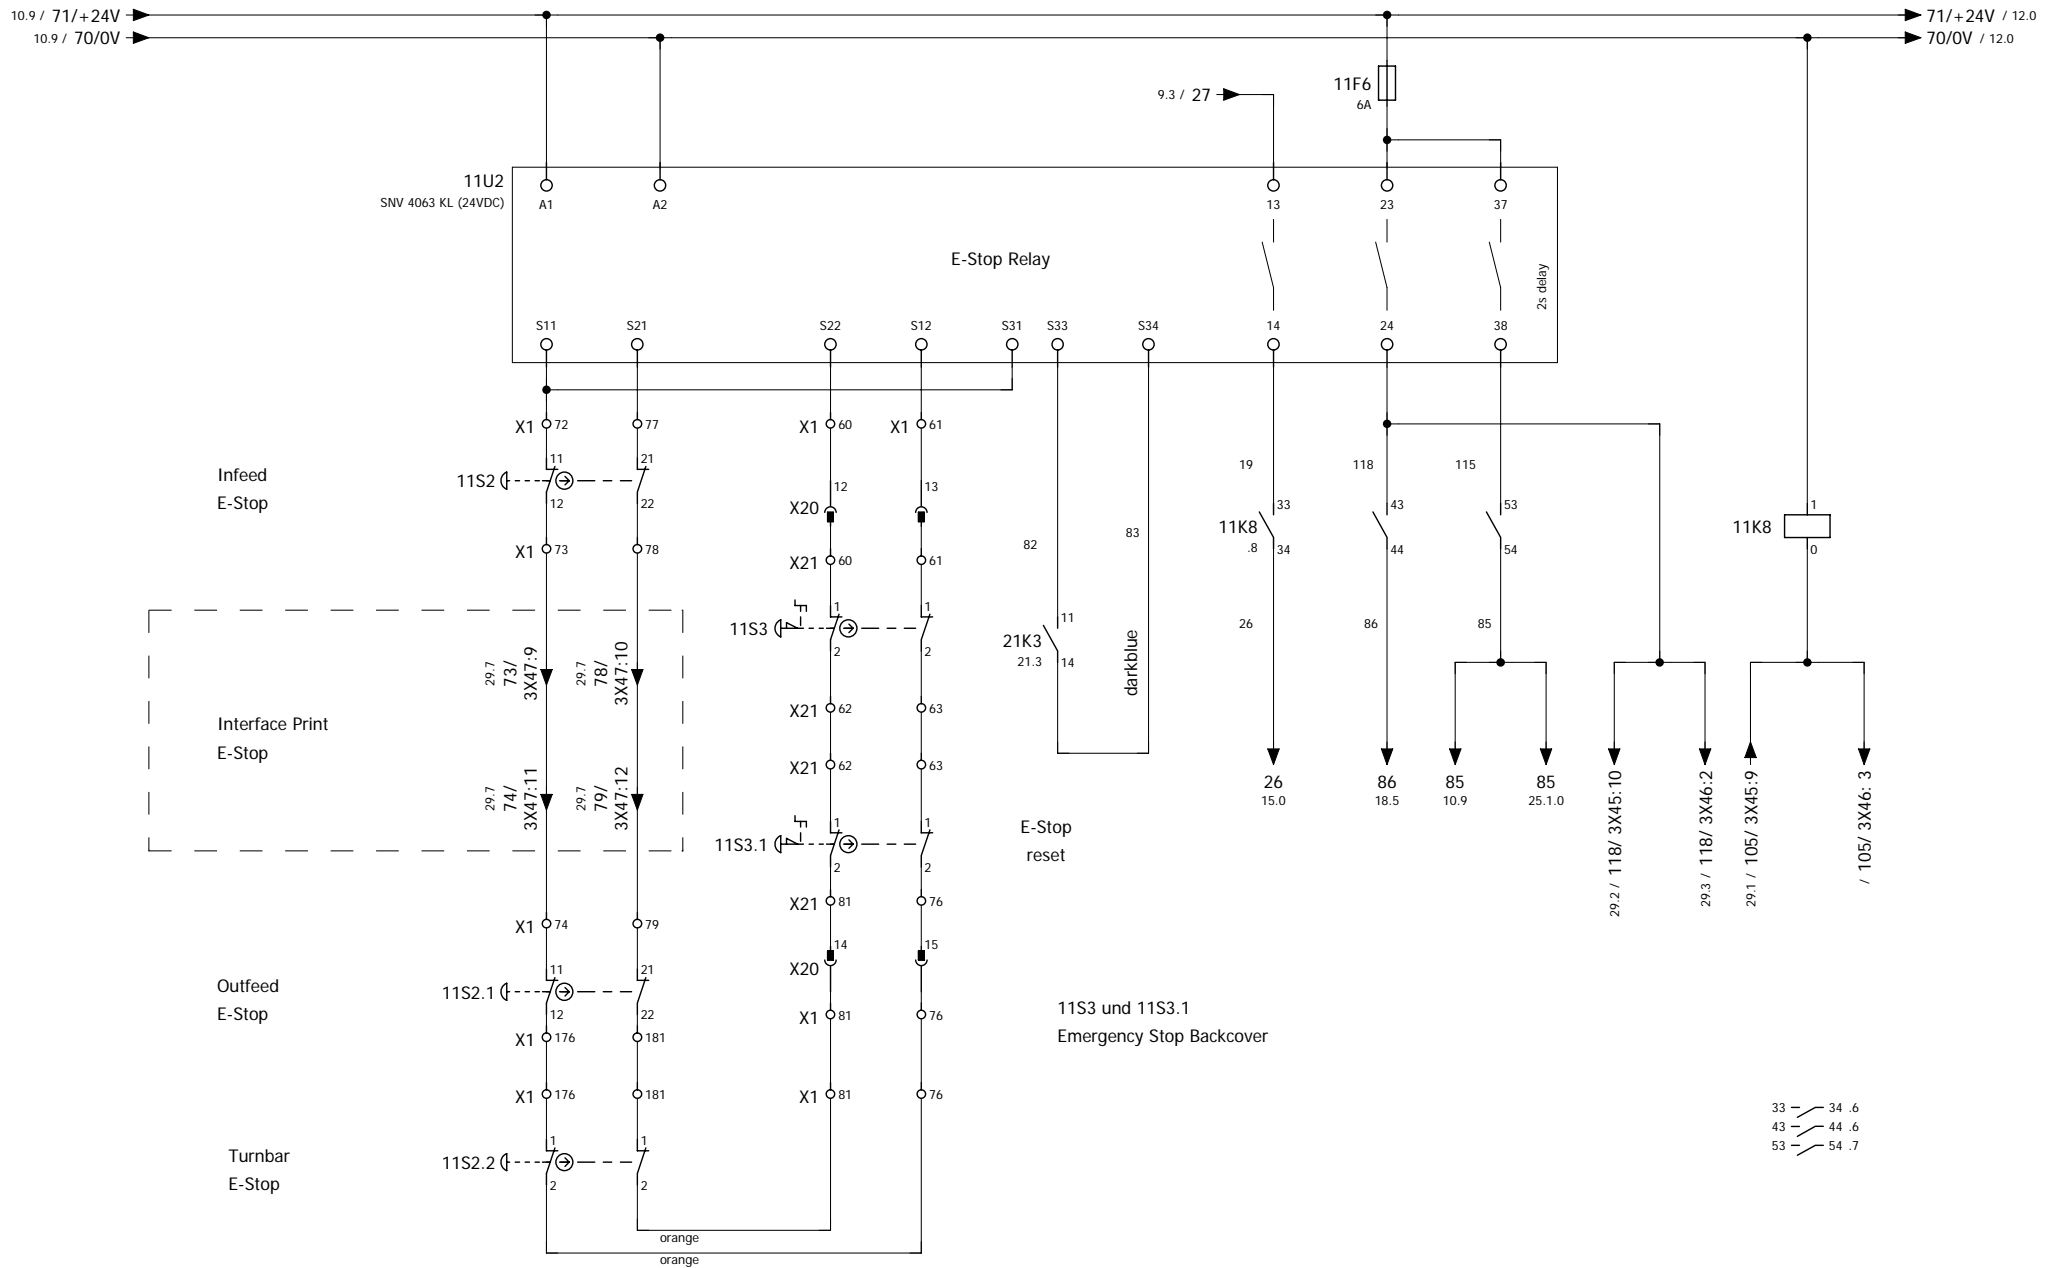 10.9 / 71/+24V
71/+24V / 12.0
10.9 / 70/0V
70/0V / 12.0
11F6
6A
9.3 / 27
11U2
SNV 4063 KL (24VDC)
A1
A2
13
23
37
E-Stop Relay
2s delay
S11
S21
S22
S12
S31
S33
S34
14
24
38
X1 72
77
X1 60
X1 61
Infeed
E-Stop
11S2
11
12
21
22
X1 73
78
12
13
X20
X21 60
61
11S3
1
2
1
2
X21 62
63
X21 62
63
11S3.1
1
2
1
2
X21 81
76
14
15
X20
X1 81
76
X1 81
76
Interface Print
E-Stop
29.7
73/
3X47:9
29.7
78/
3X47:10
29.7
74/
3X47:11
29.7
79/
3X47:12
X1 74
79
Outfeed
E-Stop
11S2.1
11
12
21
22
X1 176
181
X1 176
181
Turnbar
E-Stop
11S2.2
1
2
1
2
orange
orange
82
83
21K3
21.3
11
14
darkblue
E-Stop
reset
11S3 und 11S3.1
Emergency Stop Backcover
19
118
115
11K8
.8
33
34
43
44
53
54
26
86
85
26
15.0
86
18.5
85
10.9
85
25.1.0
29.2 / 118/ 3X45:10
29.3 / 118/ 3X46:2
29.1 / 105/ 3X45:9
/ 105/ 3X46: 3
11K8
1
0
33 34 .6
43 44 .6
53 54 .7